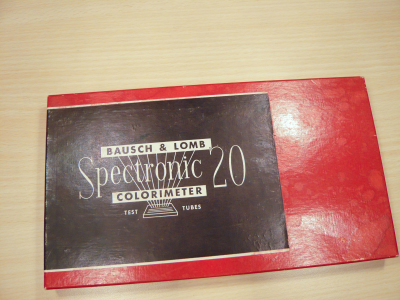 BAUSCH & LOMB
Spectronic 20
COLORIMETER
TEST TUBES